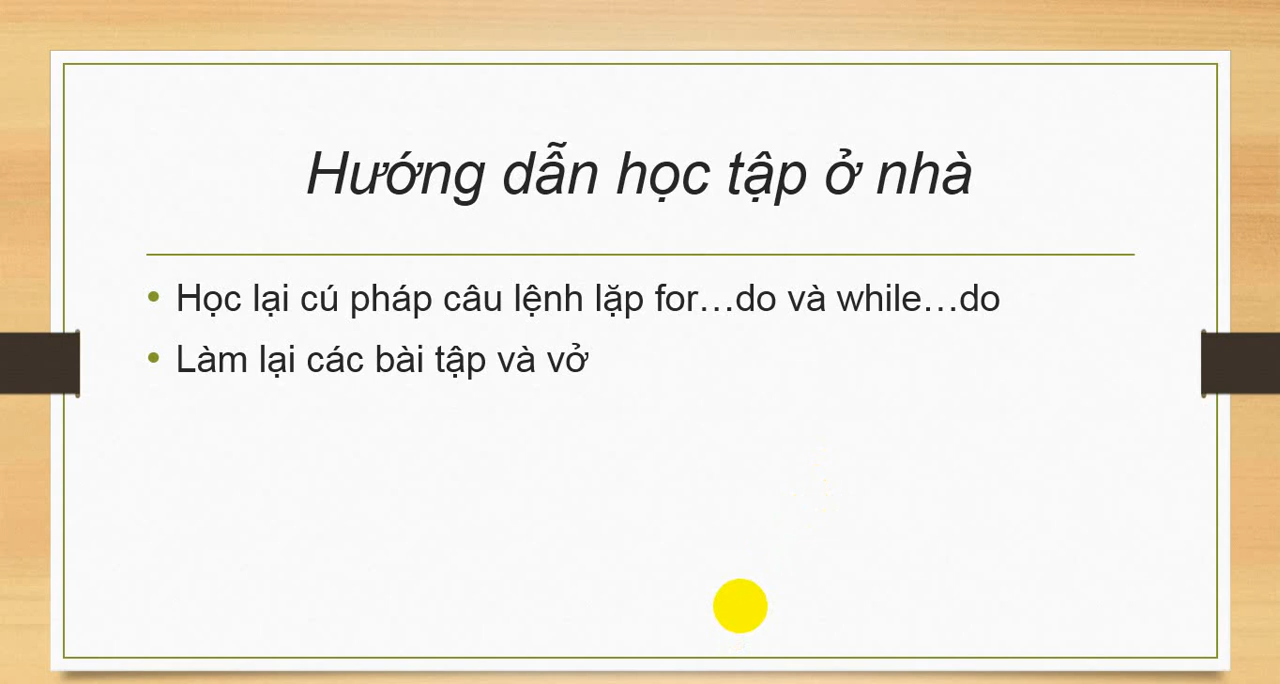 Hướng dẫn học tập ở nhà
• Học lại cú pháp câu lệnh lặp for…do và while…do
• Làm lại các bài tập và vở